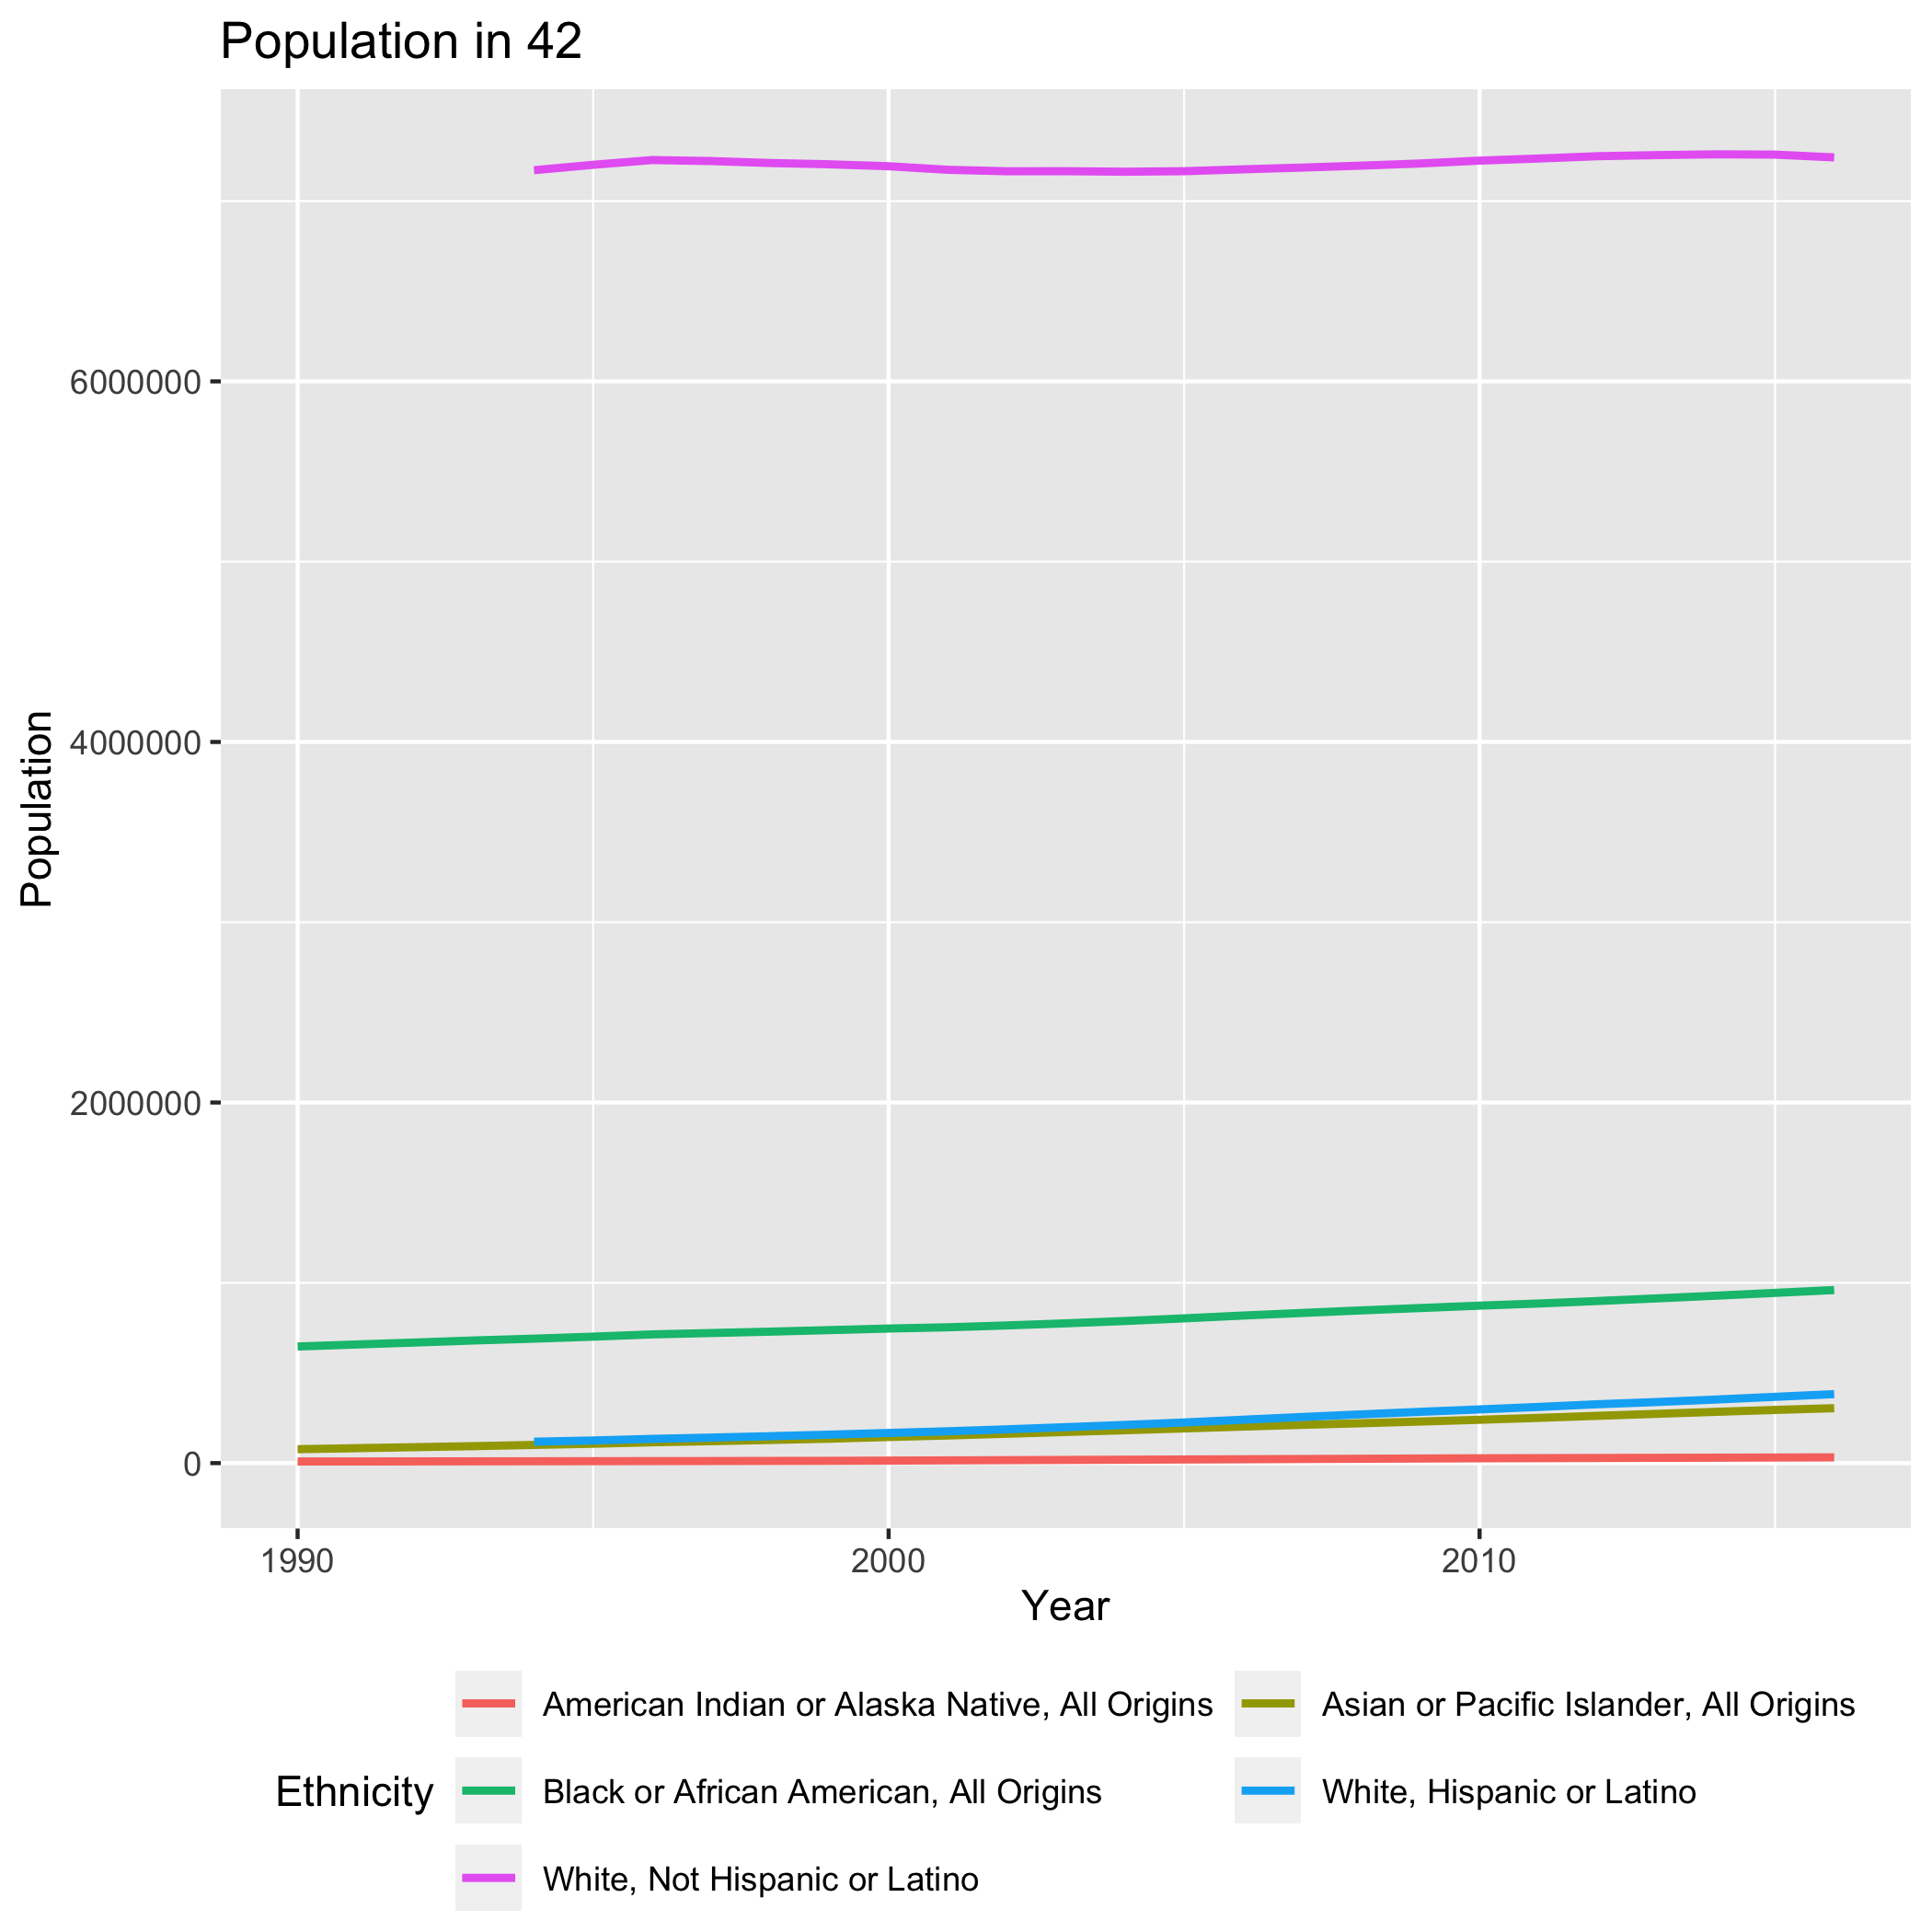 Population in 42
Population
6000000
4000000
2000000
0
1990 2000 2010
Year
Ethnicity
American Indian or Alaska Native, All Origins
Asian or Pacific Islander, All Origins
Black or African American, All Origins
White, Hispanic or Latino
White, Not Hispanic or Latino